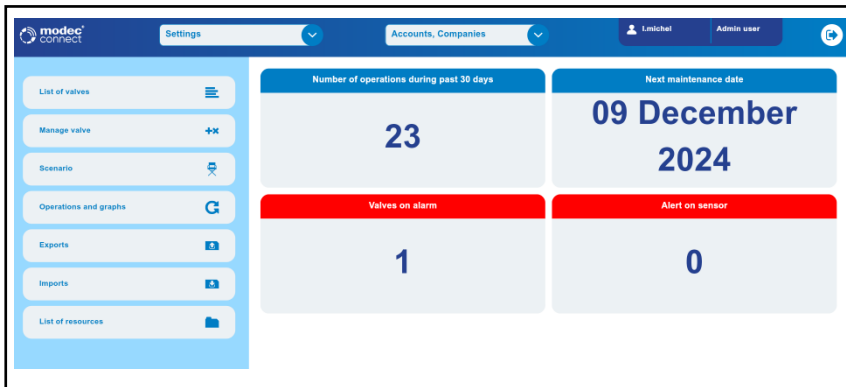 modec
connect
Settings
Accounts, Companies
l.michel
Admin user
List of valves
Manage valve
Scenario
Operations and graphs
Exports
Imports
List of resources
Number of operations during past 30 days
23
Next maintenance date
09 December
2024
Valves on alarm
1
Alert on sensor
0